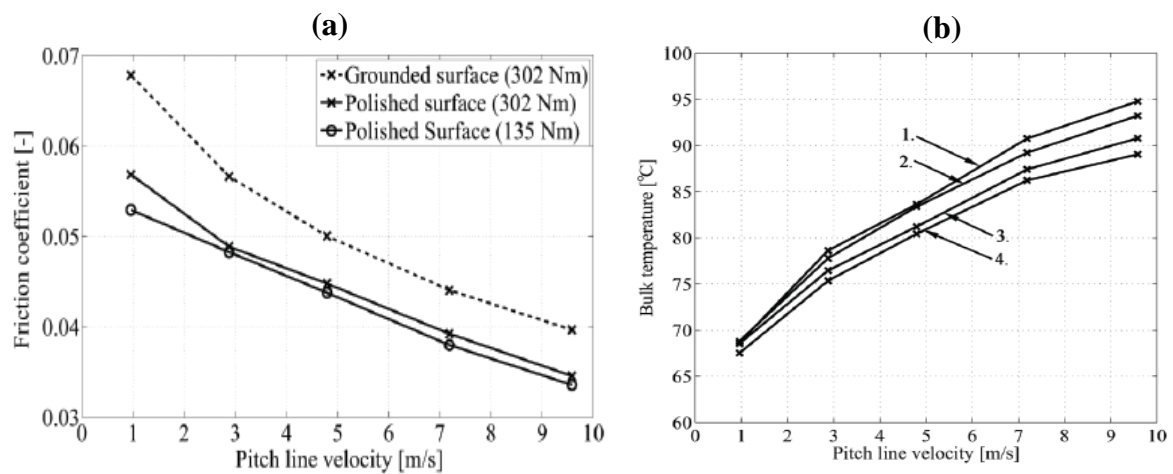 (a)
0.07
0.06
0.05
0.04
0.03
Friction coefficient [-]
Grounded surface (302 Nm)
Polished surface (302 Nm)
Polished Surface (135 Nm)
0 1 2 3 4 5 6 7 8 9 10
Pitch line velocity [m/s]
(b)
100
95
90
85
80
75
70
65
60
Bulk temperature [°C]
1.
2.
3.
4.
0 1 2 3 4 5 6 7 8 9 10
Pitch line velocity [m/s]